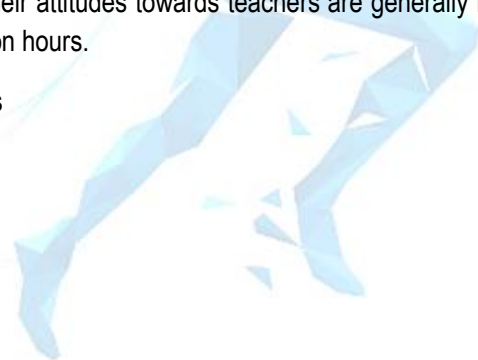 eir attitudes towards teachers are generally
on hours.
s